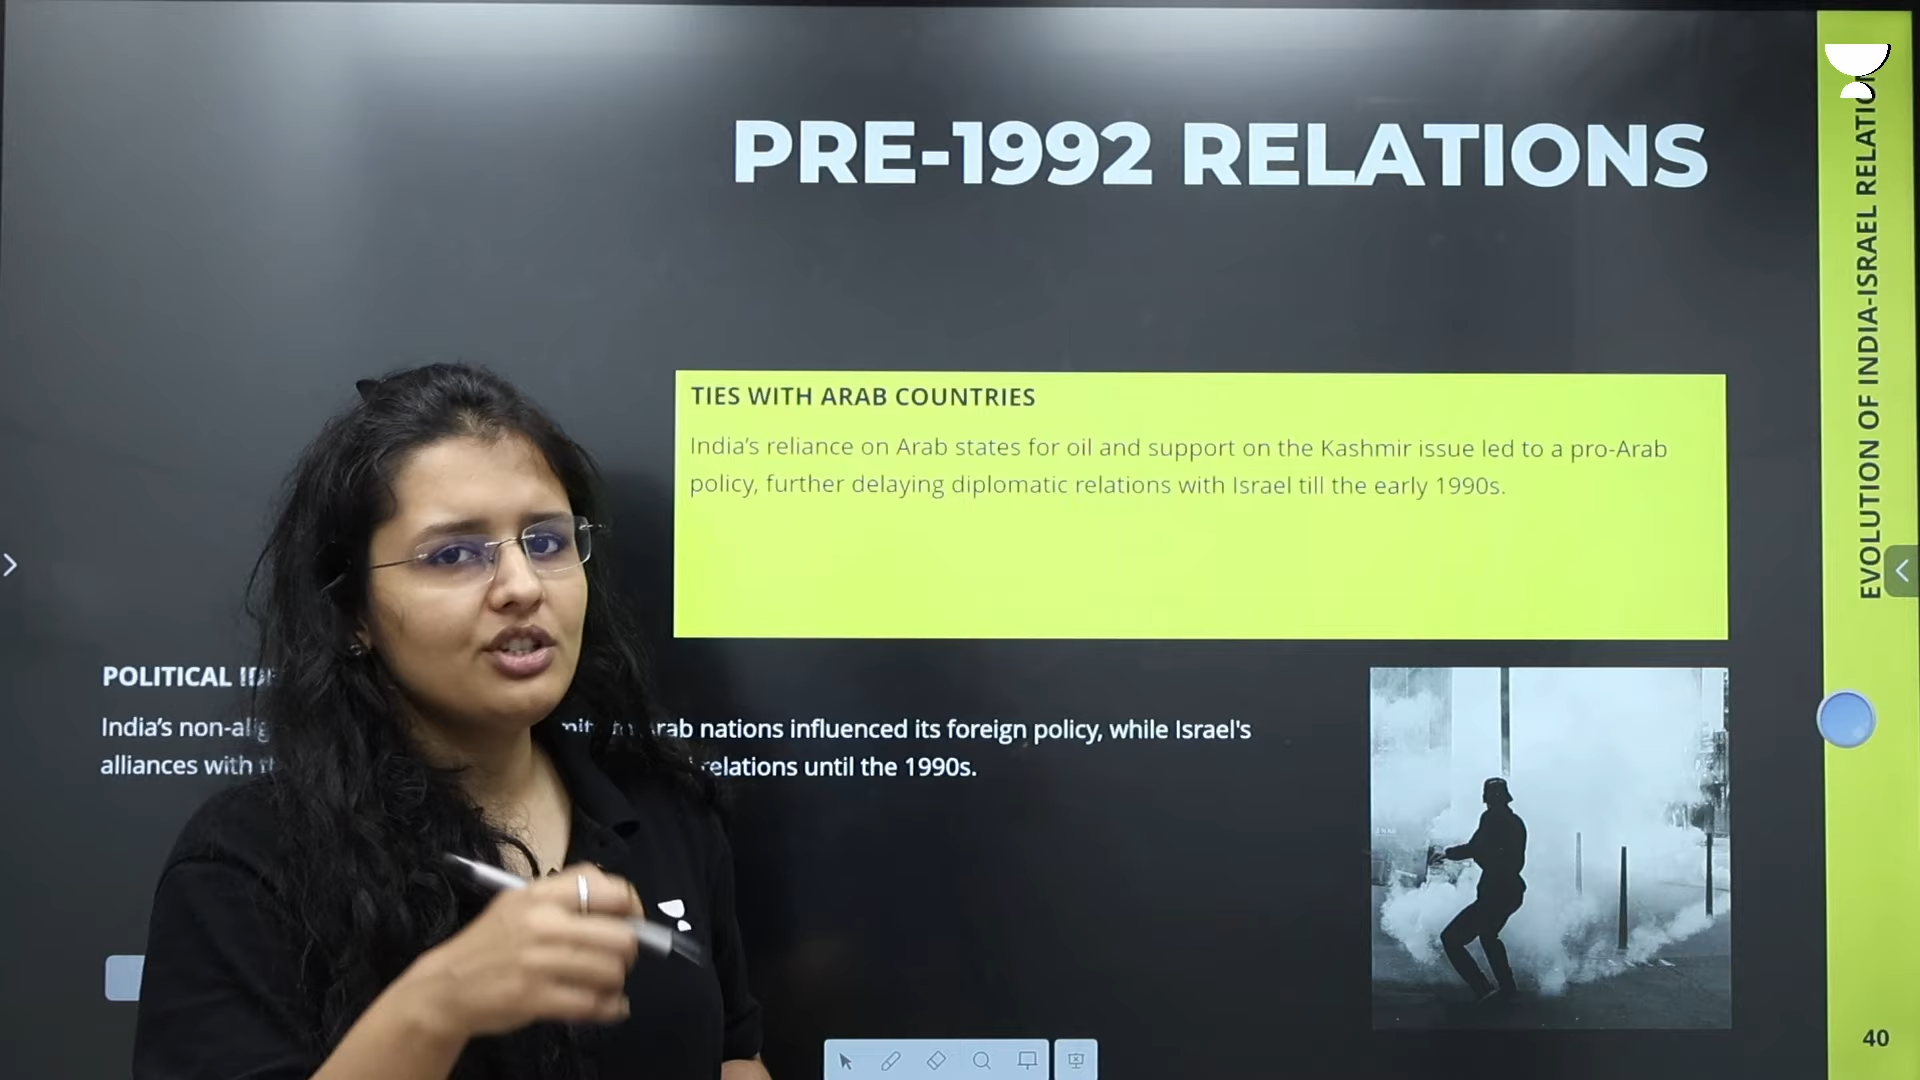 PRE-1992 RELATIONS
TIES WITH ARAB COUNTRIES
India’s reliance on Arab states for oil and support on the Kashmir issue led to a pro-Arab
policy, further delaying diplomatic relations with Israel till the early 1990s.
POLITICAL
India’s nations influenced its foreign policy, while Israel's
alliances with relations until the 1990s.
EVOLUTION OF INDIA-ISRAEL
40